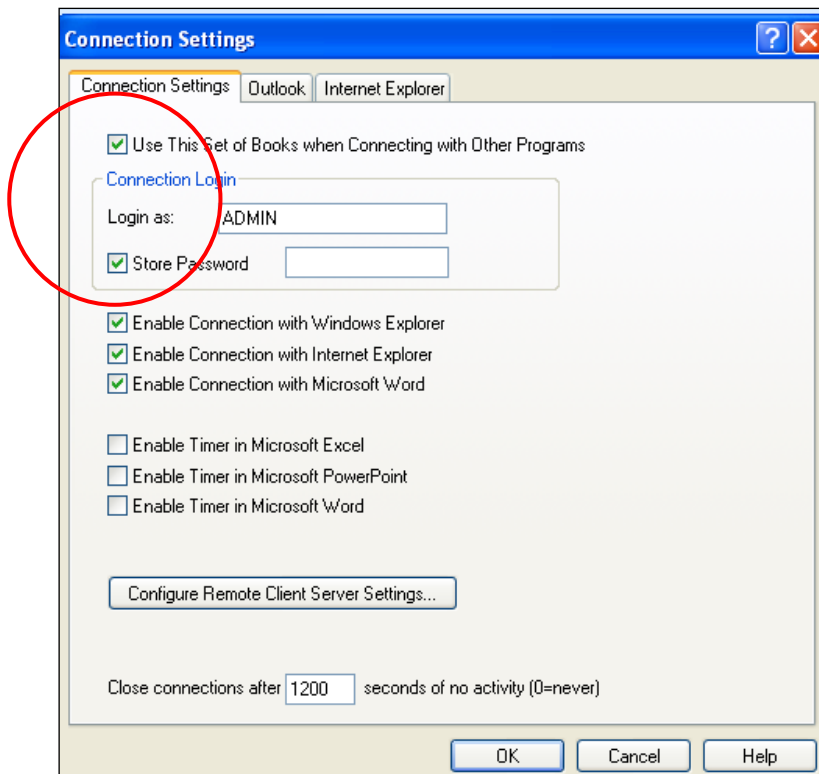 Connection Settings
Connection Settings Outlook Internet Explorer
Use This Set of Books when Connecting with Other Programs
Connection Login
Login as: ADMIN
Store Password
Enable Connection with Windows Explorer
Enable Connection with Internet Explorer
Enable Connection with Microsoft Word
Enable Timer in Microsoft Excel
Enable Timer in Microsoft PowerPoint
Enable Timer in Microsoft Word
Configure Remote Client Server Settings...
Close connections after 1200 seconds of no activity (0=never)
OK Cancel Help